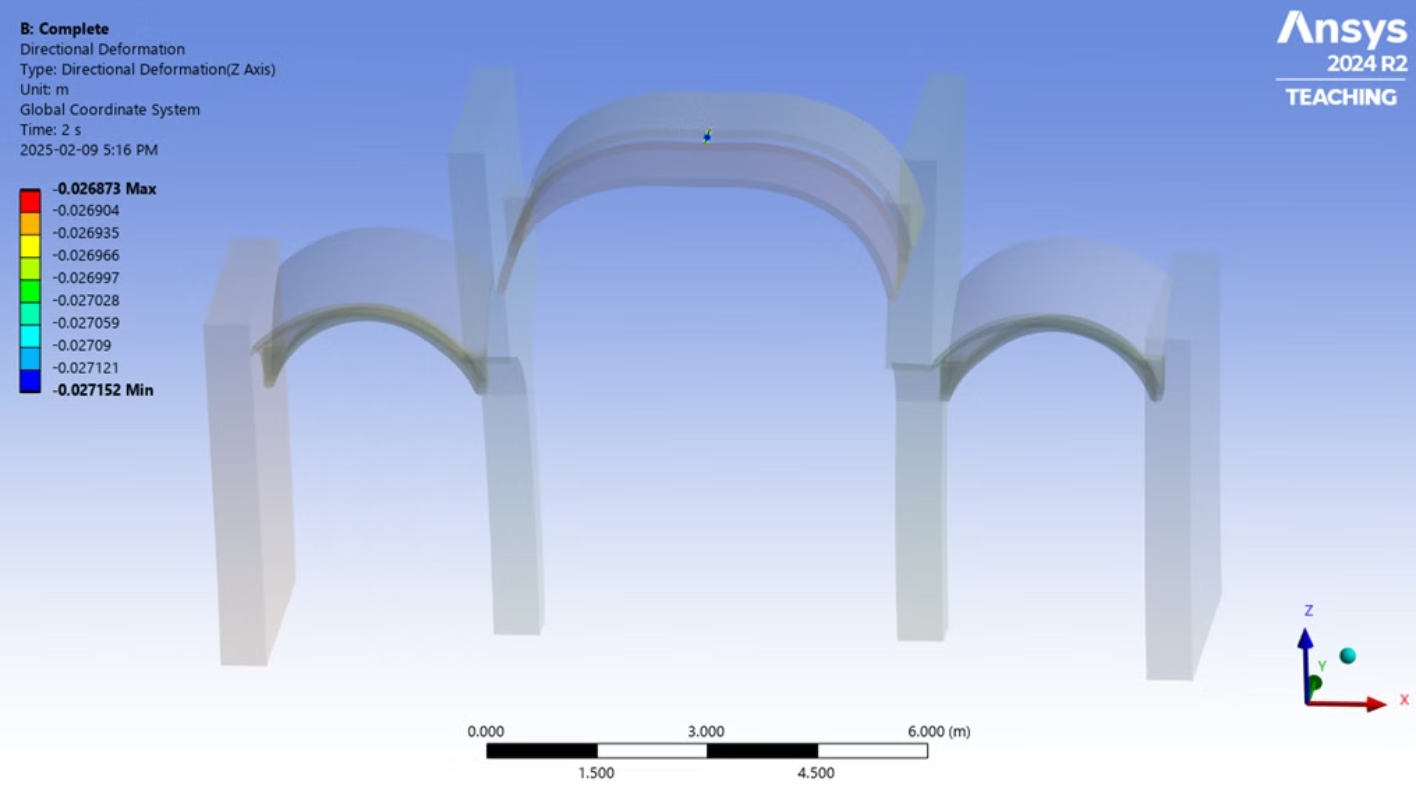 B: Complete
Directional Deformation
Type: Directional Deformation(Z Axis)
Unit: m
Global Coordinate System
Time: 2 s
2025-02-09 5:16 PM
-0.026873 Max
-0.026904
-0.026935
-0.026966
-0.026997
-0.027028
-0.027059
-0.02709
-0.027121
-0.027152 Min
Ansys
2024 R2
TEACHING
Z
Y
X
0.000 3.000 6.000 (m)
1.500 4.500